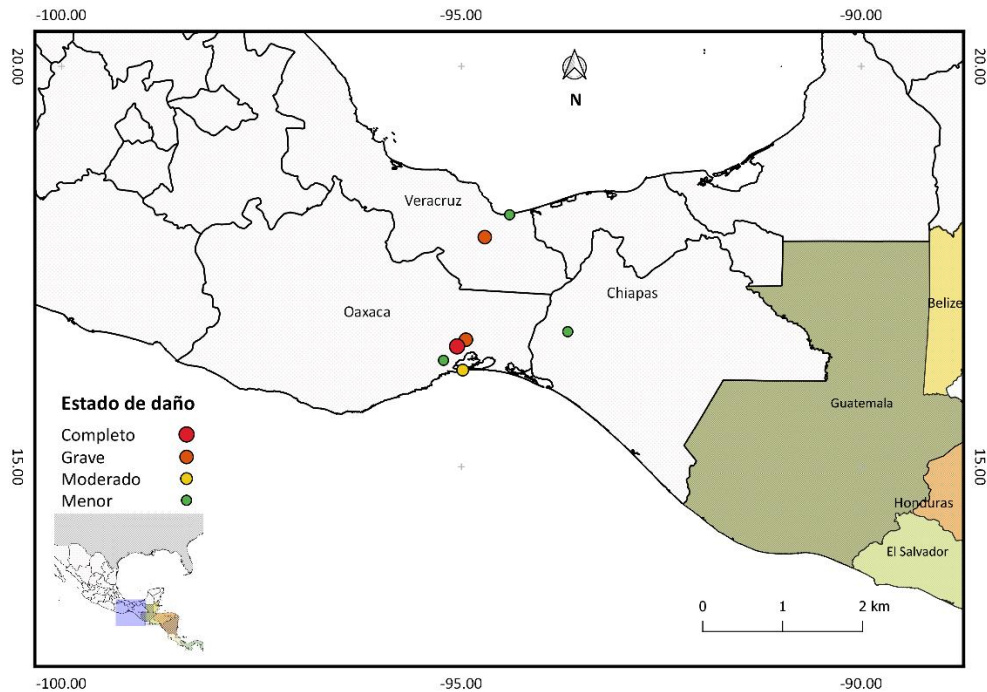 -100.00
-95.00
-90.00
20.00
20.00
N
Veracruz
Chiapas
Oaxaca
Belize
Guatemala
Estado de daño
Completo
Grave
Moderado
Menor
15.00
15.00
Honduras
El Salvador
0 1 2 km
-100.00
-95.00
-90.00